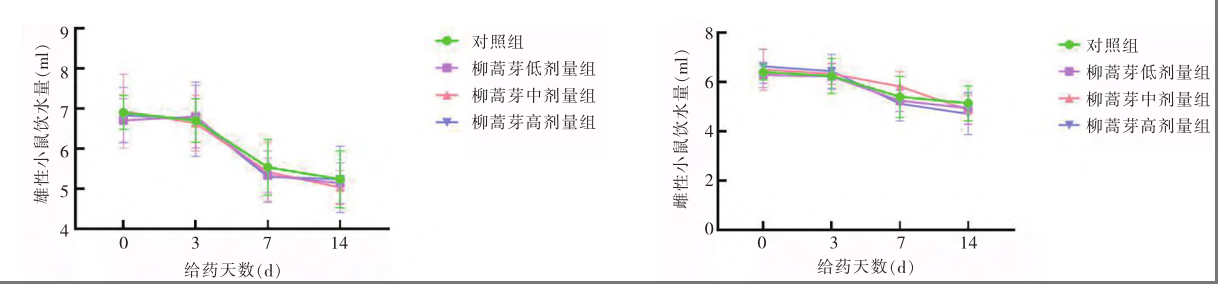 雄性小鼠饮水量(ml)
9
8
7
6
5
4
0 3 7 14
给药天数(d)
对照组
柳蒿芽低剂量组
柳蒿芽中剂量组
柳蒿芽高剂量组
雌性小鼠饮水量(ml)
8
6
4
2
0
0 3 7 14
给药天数(d)
对照组
柳蒿芽低剂量组
柳蒿芽中剂量组
柳蒿芽高剂量组